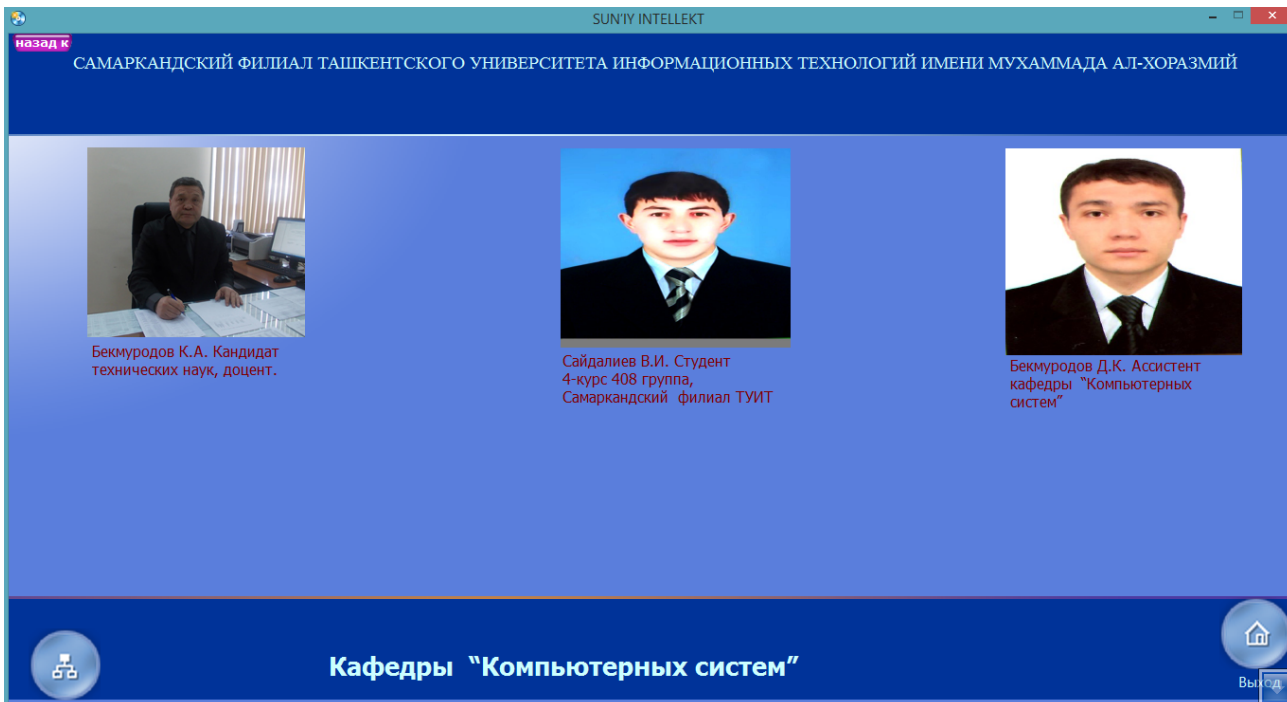 SUN'IY INTELLEKT
назад к
САМАРКАНДСКИЙ ФИЛИАЛ ТАШКЕНТСКОГО УНИВЕРСИТЕТА ИНФОРМАЦИОННЫХ ТЕХНОЛОГИЙ ИМЕНИ МУХАММАДА АЛ-ХОРАЗМИЙ
Бекмуродов К.А. Кандидат
технических наук, доцент.
Сайдалиев В.И. Студент
4-курс 408 группа,
Самаркандский филиал ТУИТ
Бекмуродов Д.К. Ассистент
кафедры “Компьютерных
систем”
Кафедры “Компьютерных систем”
Выход